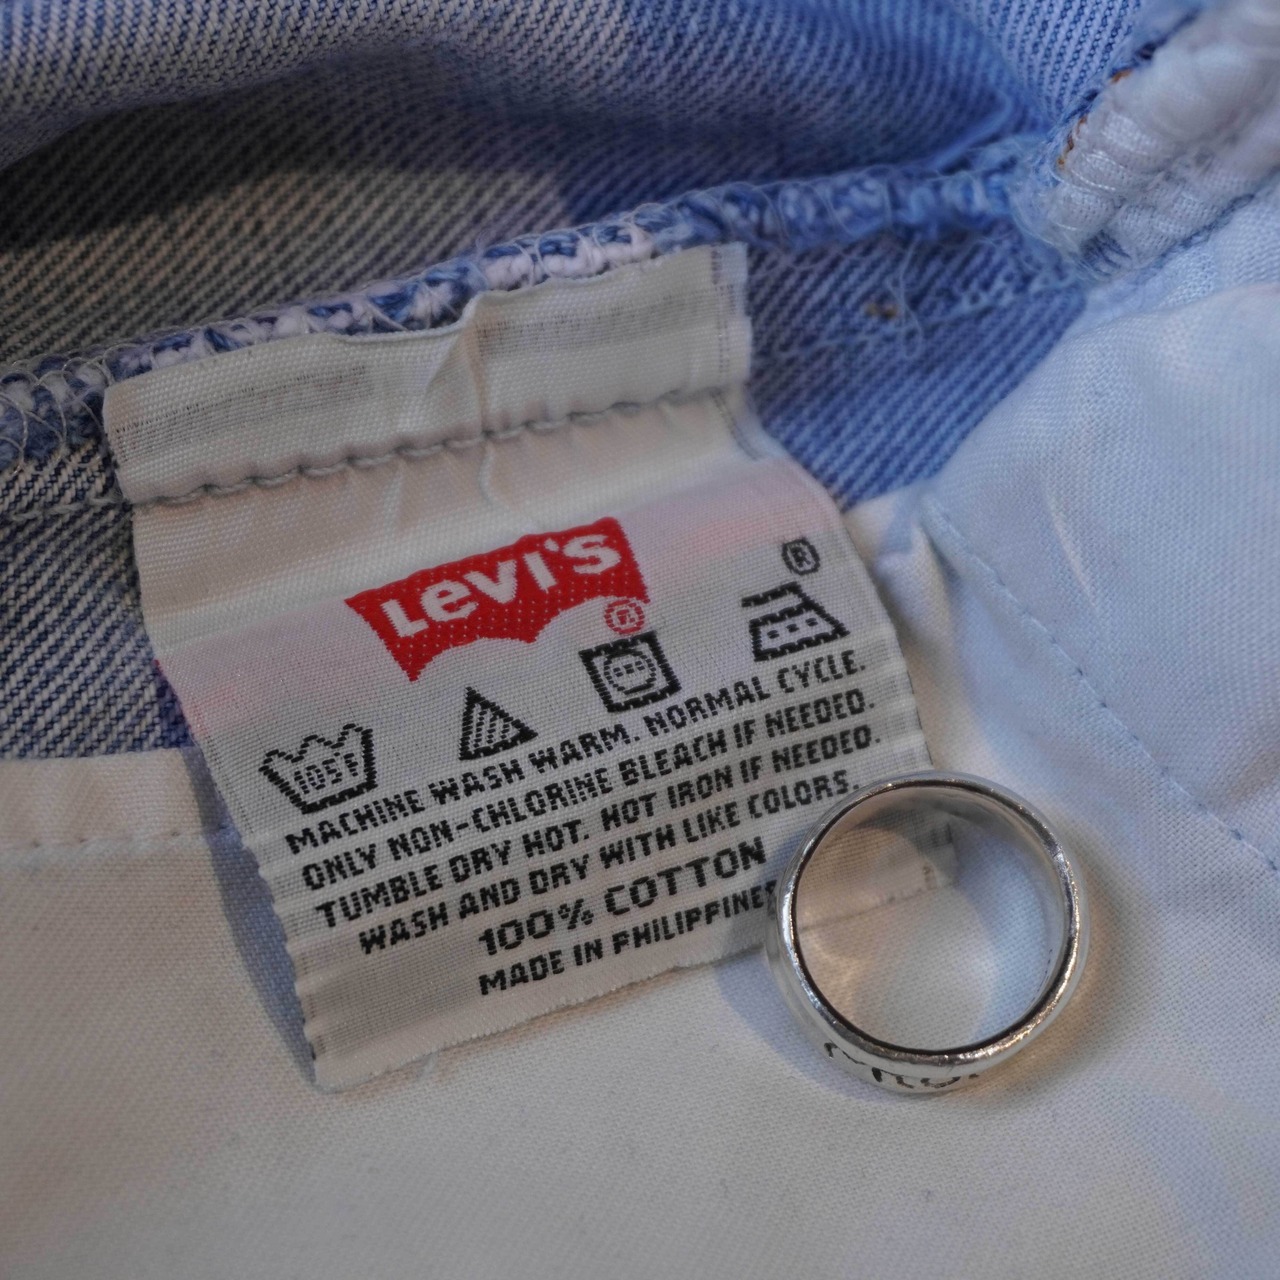 LEVI'S ®
®
105F
MACHINE WASH WARM. NORMAL CYCLE.
ONLY NON-CHLORINE BLEACH IF NEEDED.
TUMBLE DRY HOT. HOT IRON IF NEEDED.
WASH AND DRY WITH LIKE COLORS.
100% COTTON
MADE IN PHILIPPINES